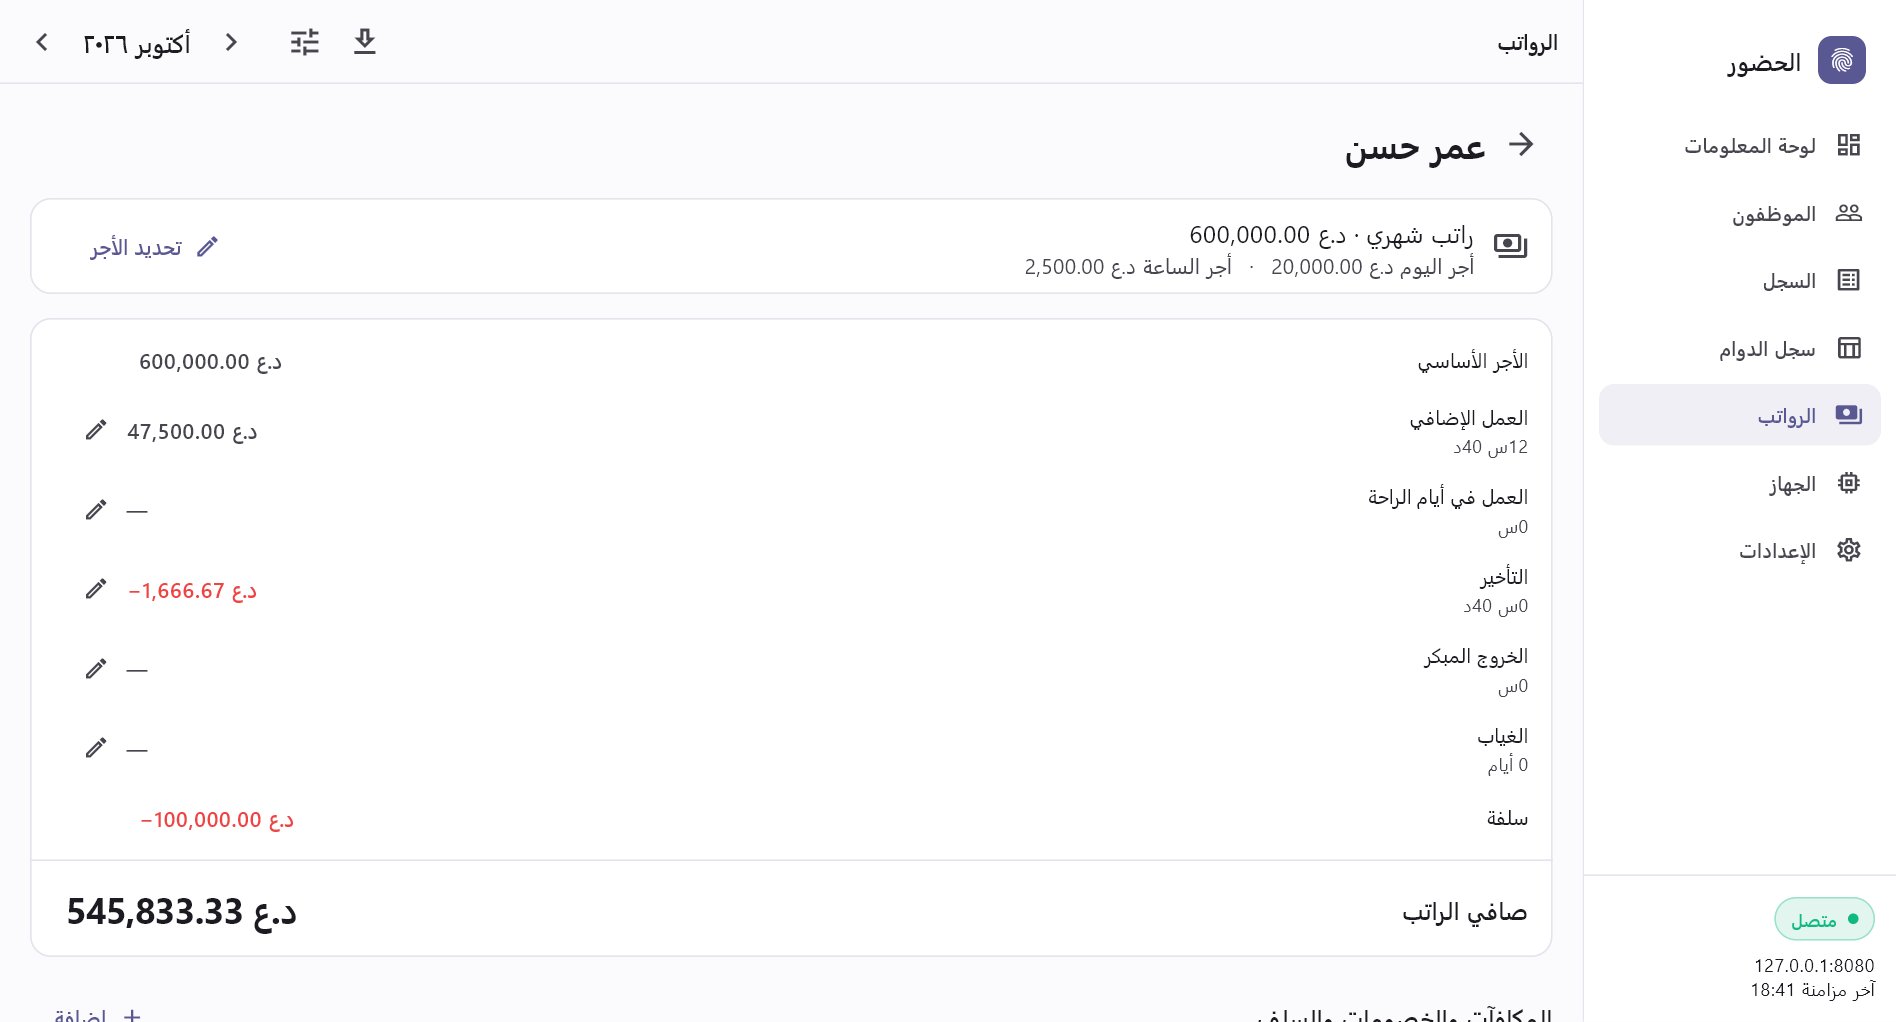 الحضور
لوحة المعلومات
الموظفون
السجل
سجل الدوام
الرواتب
الجهاز
الإعدادات
متصل
127.0.0.1:8080
آخر مزامنة 18:41
الرواتب
أكتوبر ٢٠٢٦
عمر حسن
راتب شهري · د.ع 600,000.00
أجر اليوم د.ع 20,000.00 · أجر الساعة د.ع 2,500.00
تحديد الأجر
الأجر الأساسي
د.ع 600,000.00
العمل الإضافي
12س 40د
د.ع 47,500.00
العمل في أيام الراحة
0س
—
التأخير
0س 40د
د.ع 1,666.67−
الخروج المبكر
0س
—
الغياب
0 أيام
—
سلفة
د.ع 100,000.00−
صافي الراتب
د.ع 545,833.33
المكافآت والخصومات والسلف
إضافة